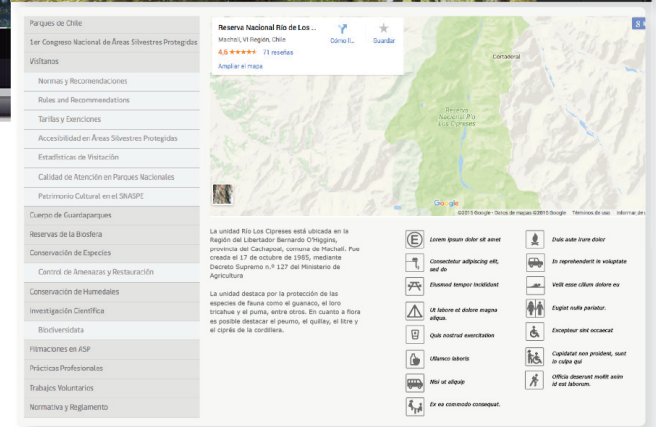 Parques de Chile
1er Congreso Nacional de Áreas Silvestres Protegidas
Visítanos
Normas y Recomendaciones
Rules and Recommendations
Tarifas y Exenciones
Accesibilidad en Áreas Silvestres Protegidas
Estadísticas de Visitación
Calidad de Atención en Parques Nacionales
Patrimonio Cultural en el SNASPE
Cuerpo de Guardaparques
Reservas de la Biosfera
Conservación de Especies
Control de Amenazas y Restauración
Conservación de Humedales
Investigación Científica
Biodiversidata
Filmaciones en ASP
Prácticas Profesionales
Trabajos Voluntarios
Normativa y Reglamento
Reserva Nacional Río de Los ...
Machalí, VI Región, Chile
4,5 ★★★★★ 71 reseñas
Ampliar el mapa
Cómo ll...
Guardar
Cortaderal
Reserva
Nacional Río
Los Cipreses
Google
©2015 Google - Datos de mapas ©2015 Google Términos de uso Informar de
La unidad Río Los Cipreses está ubicada en la
Región del Libertador Bernardo O'Higgins,
provincia del Cachapoal, comuna de Machalí. Fue
creada el 17 de octubre de 1985, mediante
Decreto Supremo n.º 127 del Ministerio de
Agricultura
La unidad destaca por la protección de las
especies de fauna como el guanaco, el loro
tricahue y el puma, entre otros. En cuanto a flora
es posible destacar el peumo, el quillay, el litre y
el ciprés de la cordillera.
E
Lorem ipsum dolor sit amet
Consectetur adipiscing elit,
sed do
Eiusmod tempor incididunt
Ut labore et dolore magna
aliqua.
Quis nostrud exercitation
Ullamco laboris
Nisi ut aliquip
Ex ea commodo consequat.
Duis aute irure dolor
In reprehenderit in voluptate
Velit esse cillum dolore eu
Fugiat nulla pariatur.
Excepteur sint occaecat
Cupidatat non proident, sunt
in culpa qui
Officia deserunt mollit anim
id est laborum.